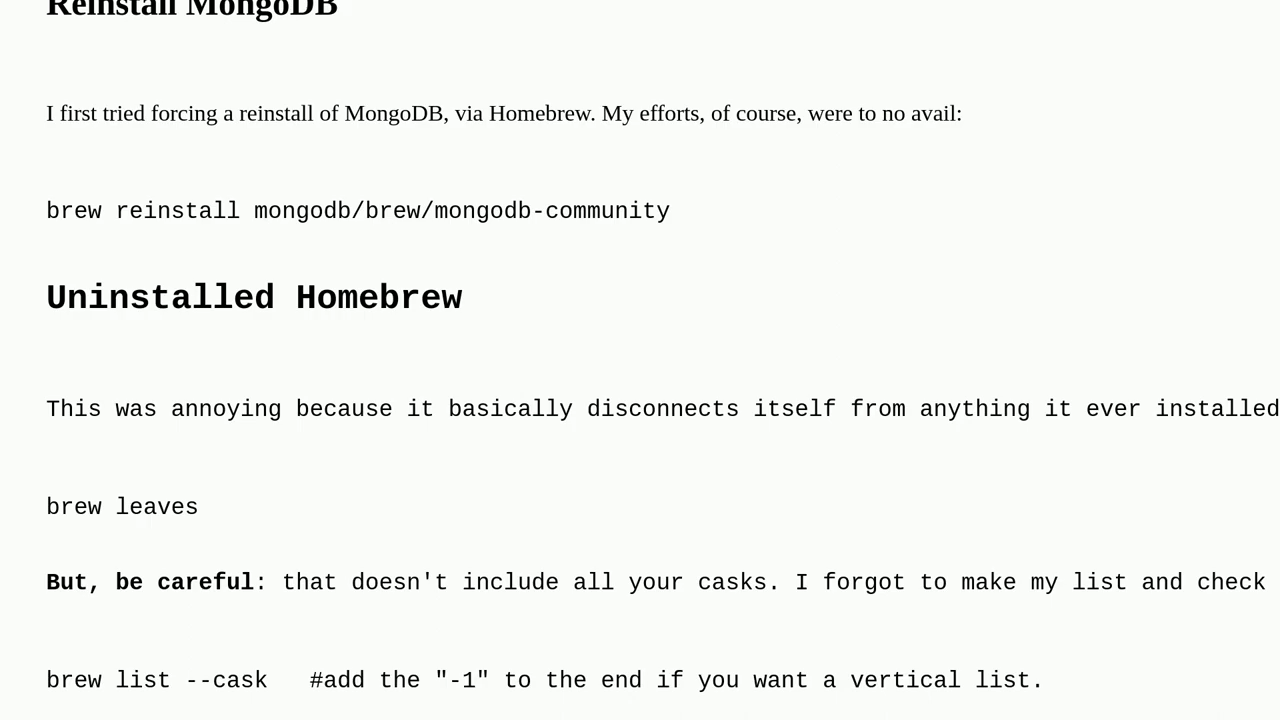 Reinstall MongoDB
I first tried forcing a reinstall of MongoDB, via Homebrew. My efforts, of course, were to no avail:
brew reinstall mongodb/brew/mongodb-community
Uninstalled Homebrew
This was annoying because it basically disconnects itself from anything it ever installed
brew leaves
But, be careful: that doesn't include all your casks. I forgot to make my list and check
brew list --cask   #add the "-1" to the end if you want a vertical list.